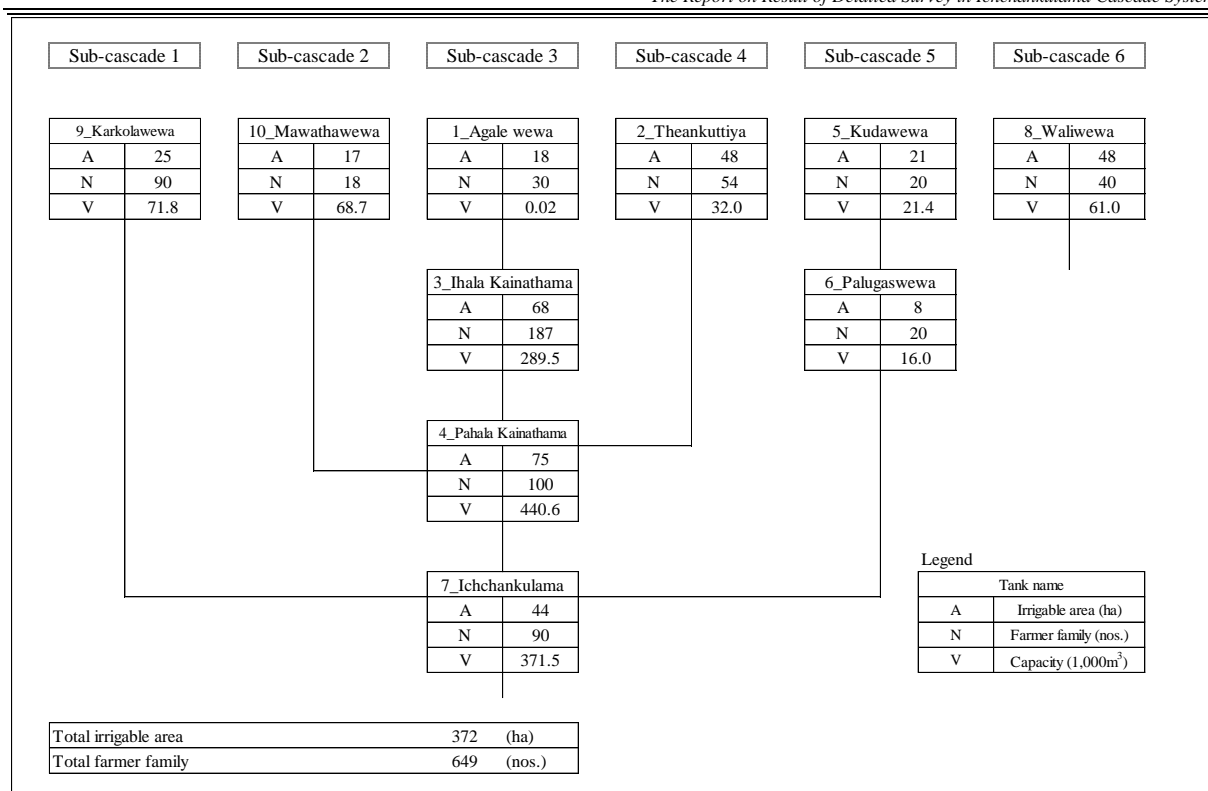 The Report on Result of Detailed Survey in Ichchankulama Cascade System
Sub-cascade 1 Sub-cascade 2 Sub-cascade 3 Sub-cascade 4 Sub-cascade 5 Sub-cascade 6
9_Karkolawewa 10_Mawathawewa 1_Agale wewa 2_Theankuttiya 5_Kudawewa 8_Waliwewa
A 25 A 17 A 18 A 48 A 21 A 48
N 90 N 18 N 30 N 54 N 20 N 40
V 71.8 V 68.7 V 0.02 V 32.0 V 21.4 V 61.0
3_Ihala Kainathama 6_Palugaswewa
A 68 A 8
N 187 N 20
V 289.5 V 16.0
4_Pahala Kainathama
A 75
N 100
V 440.6
7_Ichchankulama
A 44
N 90
V 371.5
Legend
Tank name
A Irrigable area (ha)
N Farmer family (nos.)
V Capacity (1,000m³)
Total irrigable area 372 (ha)
Total farmer family 649 (nos.)